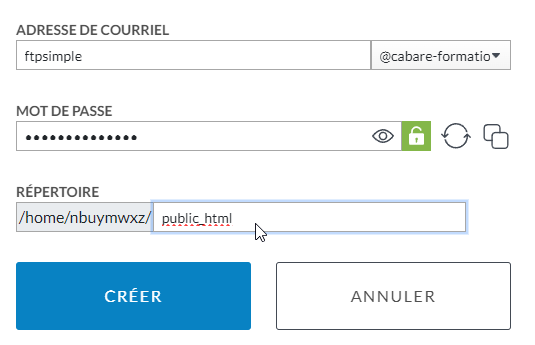 ADRESSE DE COURRIEL
ftpsimple @cabare-formatio
MOT DE PASSE
••••••••••••••
RÉPERTOIRE
/home/nbuymwxz/ public_html
CRÉER ANNULER